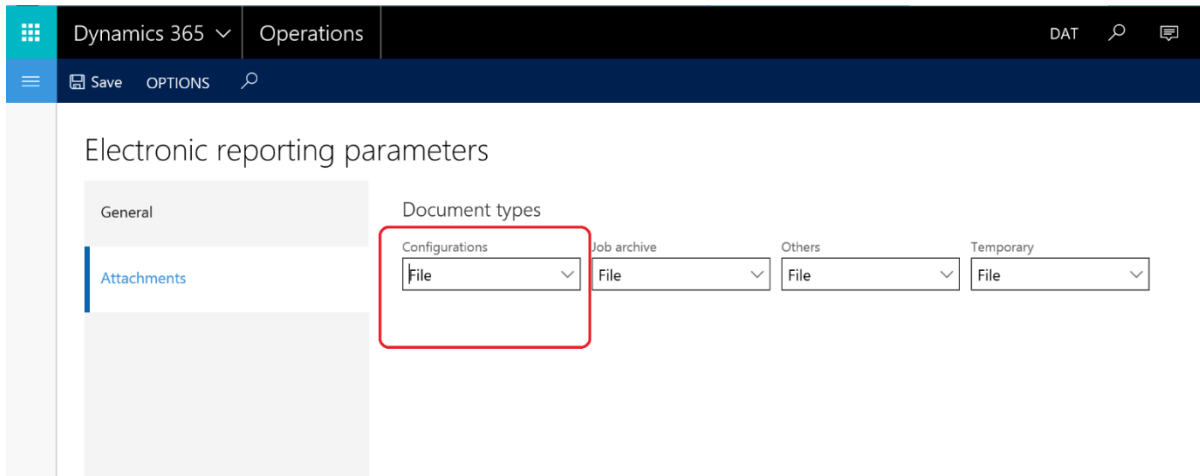 Dynamics 365 Operations DAT
Save OPTIONS
Electronic reporting parameters
General
Attachments
Document types
Configurations Job archive Others Temporary
File File File File